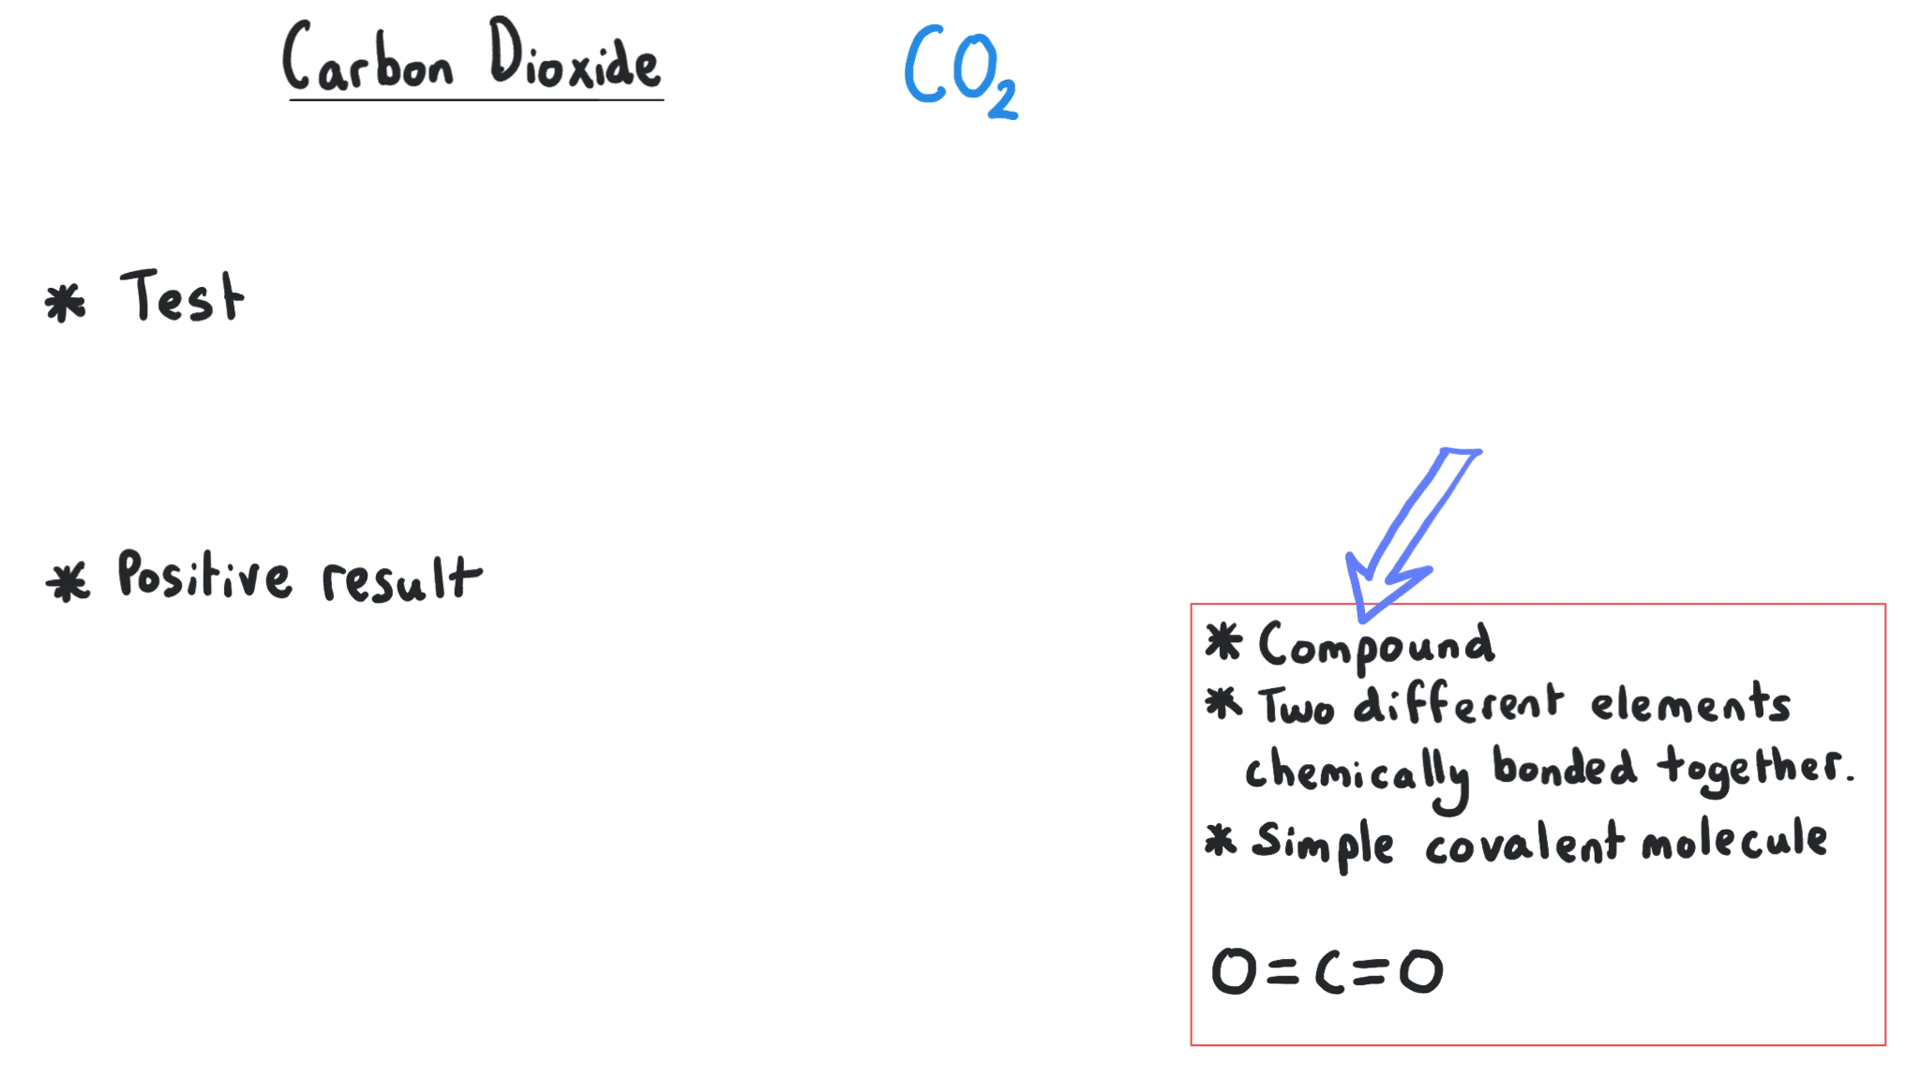 Carbon Dioxide CO₂
* Test
* Positive result
* Compound
* Two different elements
chemically bonded together.
* Simple covalent molecule
O=C=O